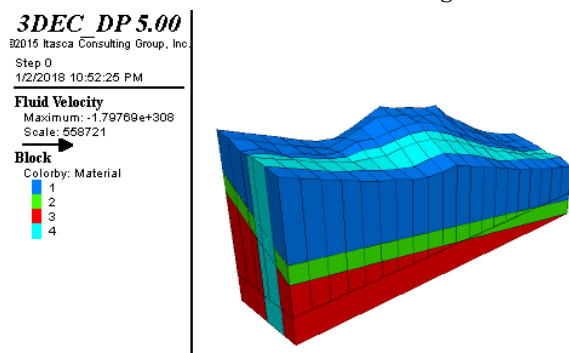 3DEC_DP 5.00
©2015 Itasca Consulting Group, Inc.
Step 0
1/2/2018 10:52:25 PM
Fluid Velocity
Maximum: -1.79769e+308
Scale: 558721
Block
Colorby: Material
1
2
3
4